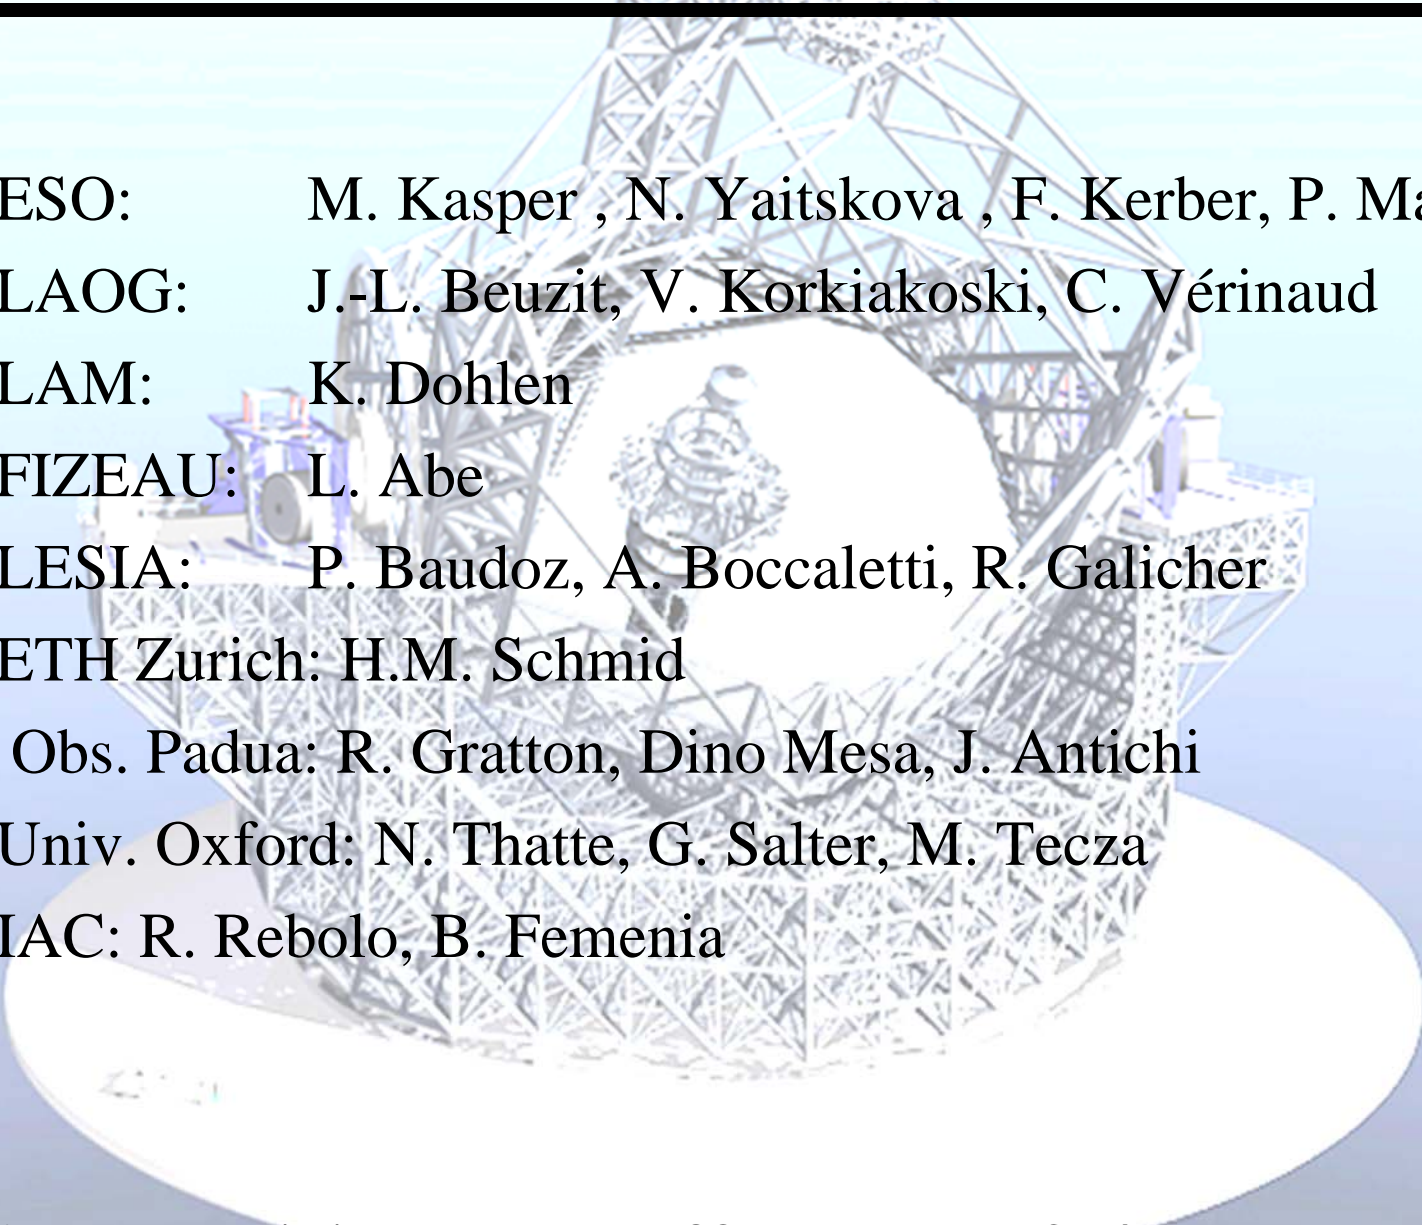 ESO: M. Kasper , N. Yaitskova , F. Kerber, P.
LAOG: J.-L. Beuzit, V. Korkiakoski, C. Vérinaud
LAM: K. Dohlen
FIZEAU: L. Abe
LESIA: P. Baudoz, A. Boccaletti, R. Galicher
ETH Zurich: H.M. Schmid
Obs. Padua: R. Gratton, Dino Mesa, J. Antichi
Univ. Oxford: N. Thatte, G. Salter, M. Tecza
IAC: R. Rebolo, B. Femenia